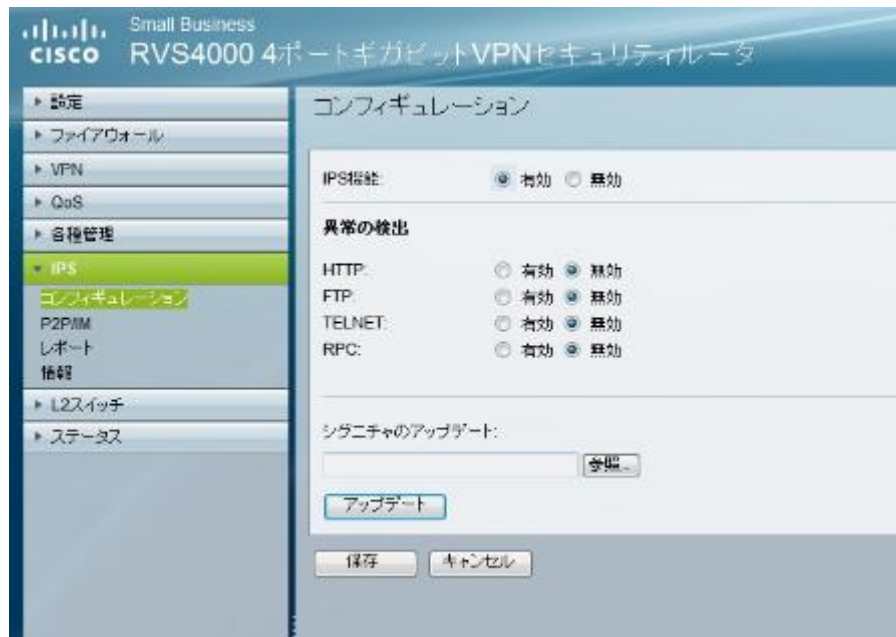 Small Business
CISCO RVS4000 4ポートギガビットVPNセキュリティルータ
設定
ファイアウォール
VPN
QoS
各種管理
IPS
コンフィギュレーション
P2P/IM
レポート
情報
L2スイッチ
ステータス
コンフィギュレーション
IPS機能: 有効 無効
異常の検出
HTTP: 有効 無効
FTP: 有効 無効
TELNET: 有効 無効
RPC: 有効 無効
シグニチャのアップデート:
参照...
アップデート
保存 キャンセル